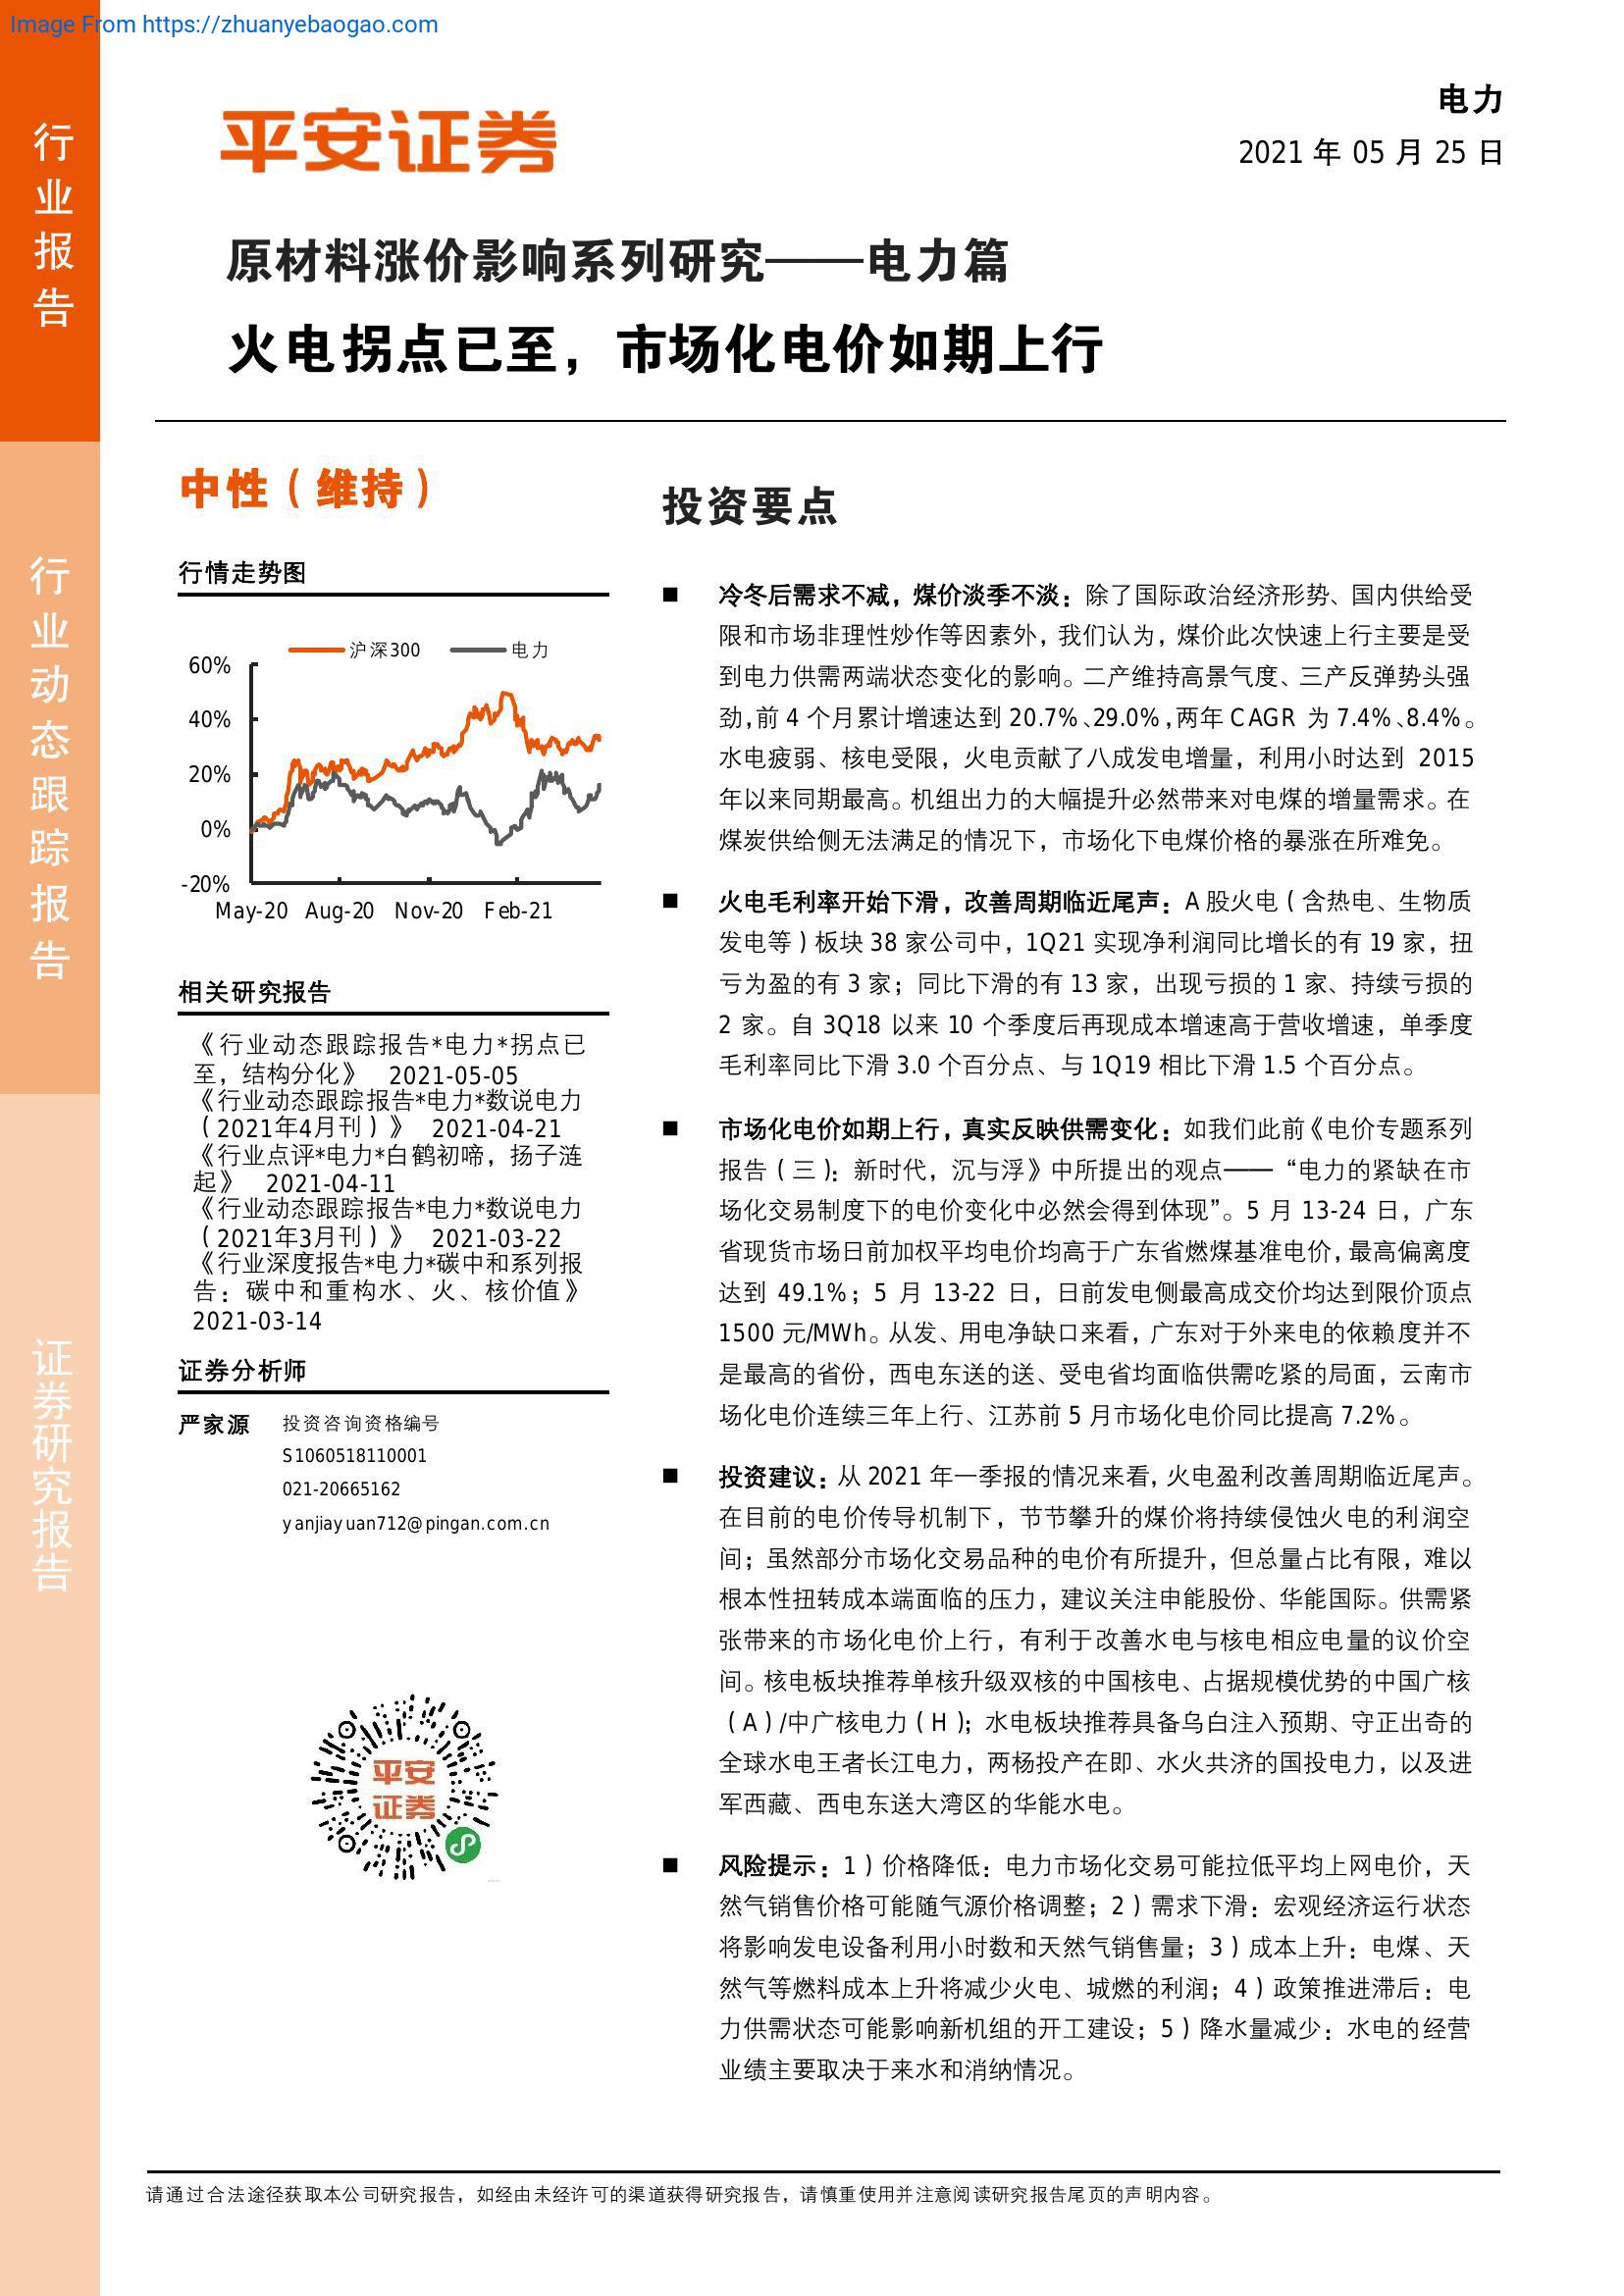 Image From https://zhuanyebaogao.com
行业报告
行业动态跟踪报告
证券研究报告
平安证券
电力
2021 年 05 月 25 日
原材料涨价影响系列研究——电力篇
火电拐点已至，市场化电价如期上行
中性（维持）
行情走势图
沪深300 电力
60%
40%
20%
0%
-20%
May-20 Aug-20 Nov-20 Feb-21
相关研究报告
《行业动态跟踪报告*电力*拐点已
至，结构分化》 2021-05-05
《行业动态跟踪报告*电力*数说电力
（2021年4月刊）》 2021-04-21
《行业点评*电力*白鹤初啼，扬子涟
起》 2021-04-11
《行业动态跟踪报告*电力*数说电力
（2021年3月刊）》 2021-03-22
《行业深度报告*电力*碳中和系列报
告：碳中和重构水、火、核价值》
2021-03-14
证券分析师
严家源 投资咨询资格编号
S1060518110001
021-20665162
yanjiayuan712@pingan.com.cn
平安
证券
投资要点
■ 冷冬后需求不减，煤价淡季不淡：除了国际政治经济形势、国内供给受
限和市场非理性炒作等因素外，我们认为，煤价此次快速上行主要是受
到电力供需两端状态变化的影响。二产维持高景气度、三产反弹势头强
劲，前 4 个月累计增速达到 20.7%、29.0%，两年 CAGR 为 7.4%、8.4%。
水电疲弱、核电受限，火电贡献了八成发电增量，利用小时达到 2015
年以来同期最高。机组出力的大幅提升必然带来对电煤的增量需求。在
煤炭供给侧无法满足的情况下，市场化下电煤价格的暴涨在所难免。
■ 火电毛利率开始下滑，改善周期临近尾声：A 股火电（含热电、生物质
发电等）板块 38 家公司中，1Q21 实现净利润同比增长的有 19 家，扭
亏为盈的有 3 家；同比下滑的有 13 家，出现亏损的 1 家、持续亏损的
2 家。自 3Q18 以来 10 个季度后再现成本增速高于营收增速，单季度
毛利率同比下滑 3.0 个百分点、与 1Q19 相比下滑 1.5 个百分点。
■ 市场化电价如期上行，真实反映供需变化：如我们此前《电价专题系列
报告（三）：新时代，沉与浮》中所提出的观点——“电力的紧缺在市
场化交易制度下的电价变化中必然会得到体现”。5 月 13-24 日，广东
省现货市场日前加权平均电价均高于广东省燃煤基准电价，最高偏离度
达到 49.1%；5 月 13-22 日，日前发电侧最高成交价均达到限价顶点
1500 元/MWh。从发、用电净缺口来看，广东对于外来电的依赖度并不
是最高的省份，西电东送的送、受电省均面临供需吃紧的局面，云南市
场化电价连续三年上行、江苏前 5 月市场化电价同比提高 7.2%。
■ 投资建议：从 2021 年一季报的情况来看，火电盈利改善周期临近尾声。
在目前的电价传导机制下，节节攀升的煤价将持续侵蚀火电的利润空
间；虽然部分市场化交易品种的电价有所提升，但总量占比有限，难以
根本性扭转成本端面临的压力，建议关注申能股份、华能国际。供需紧
张带来的市场化电价上行，有利于改善水电与核电相应电量的议价空
间。核电板块推荐单核升级双核的中国核电、占据规模优势的中国广核
（A）/中广核电力（H）；水电板块推荐具备乌白注入预期、守正出奇的
全球水电王者长江电力，两杨投产在即、水火共济的国投电力，以及进
军西藏、西电东送大湾区的华能水电。
■ 风险提示：1）价格降低：电力市场化交易可能拉低平均上网电价，天
然气销售价格可能随气源价格调整；2）需求下滑：宏观经济运行状态
将影响发电设备利用小时数和天然气销售量；3）成本上升：电煤、天
然气等燃料成本上升将减少火电、城燃的利润；4）政策推进滞后：电
力供需状态可能影响新机组的开工建设；5）降水量减少：水电的经营
业绩主要取决于来水和消纳情况。
请通过合法途径获取本公司研究报告，如经由未经许可的渠道获得研究报告，请慎重使用并注意阅读研究报告尾页的声明内容。